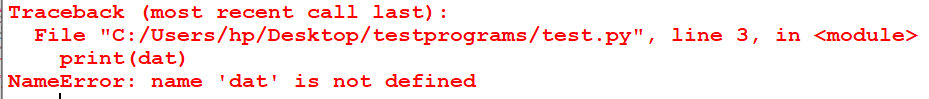 Traceback (most recent call last):
  File "C:/Users/hp/Desktop/testprograms/test.py", line 3, in <module>
    print(dat)
NameError: name 'dat' is not defined